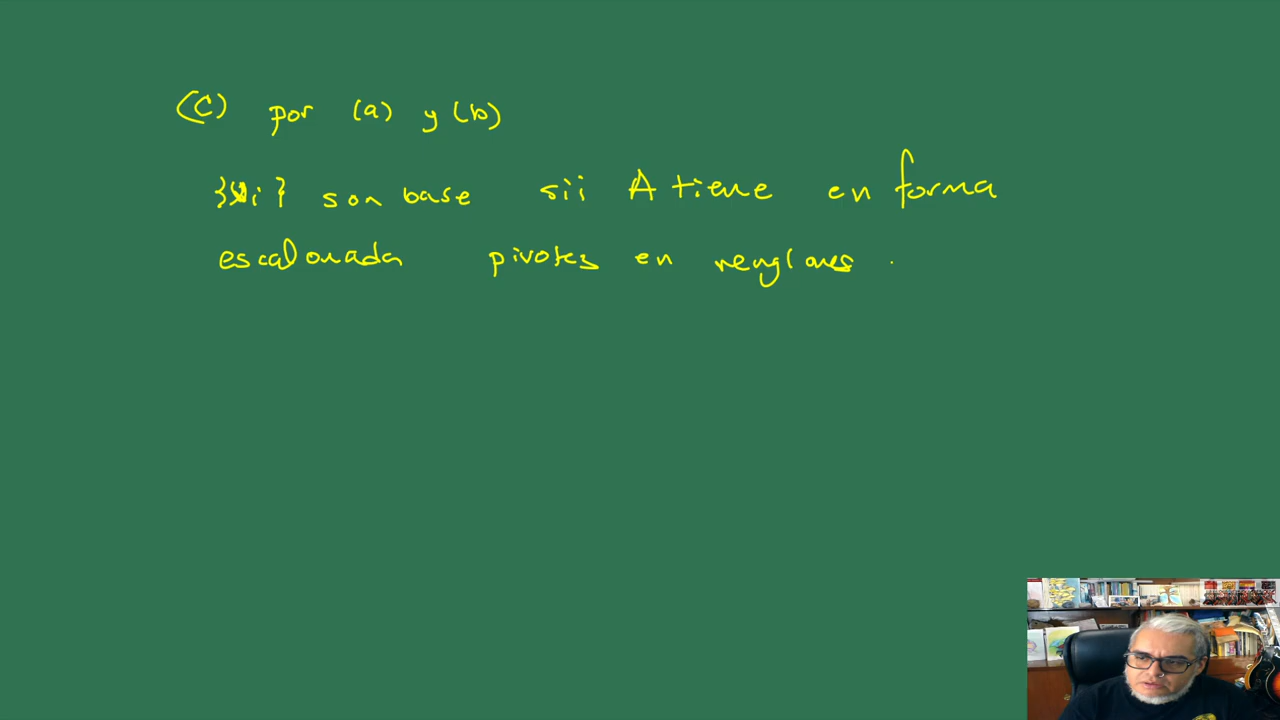 (c) por (a) y (b)
{vi} son base sii A tiene en forma
escalonada pivotes en renglones